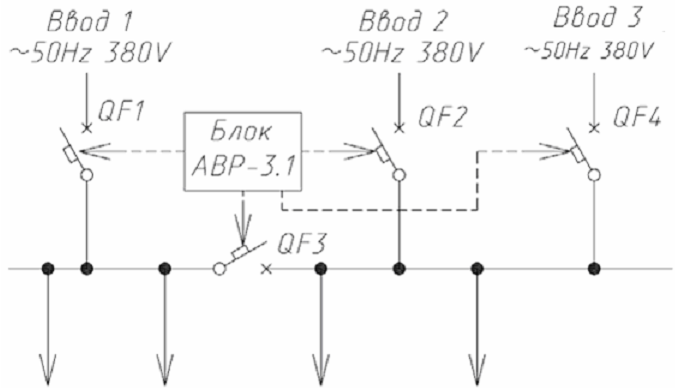 Ввод 1
~50Hz 380V
Ввод 2
~50Hz 380V
Ввод 3
~50Hz 380V
QF1
Блок
АВР-3.1
QF2
QF4
QF3